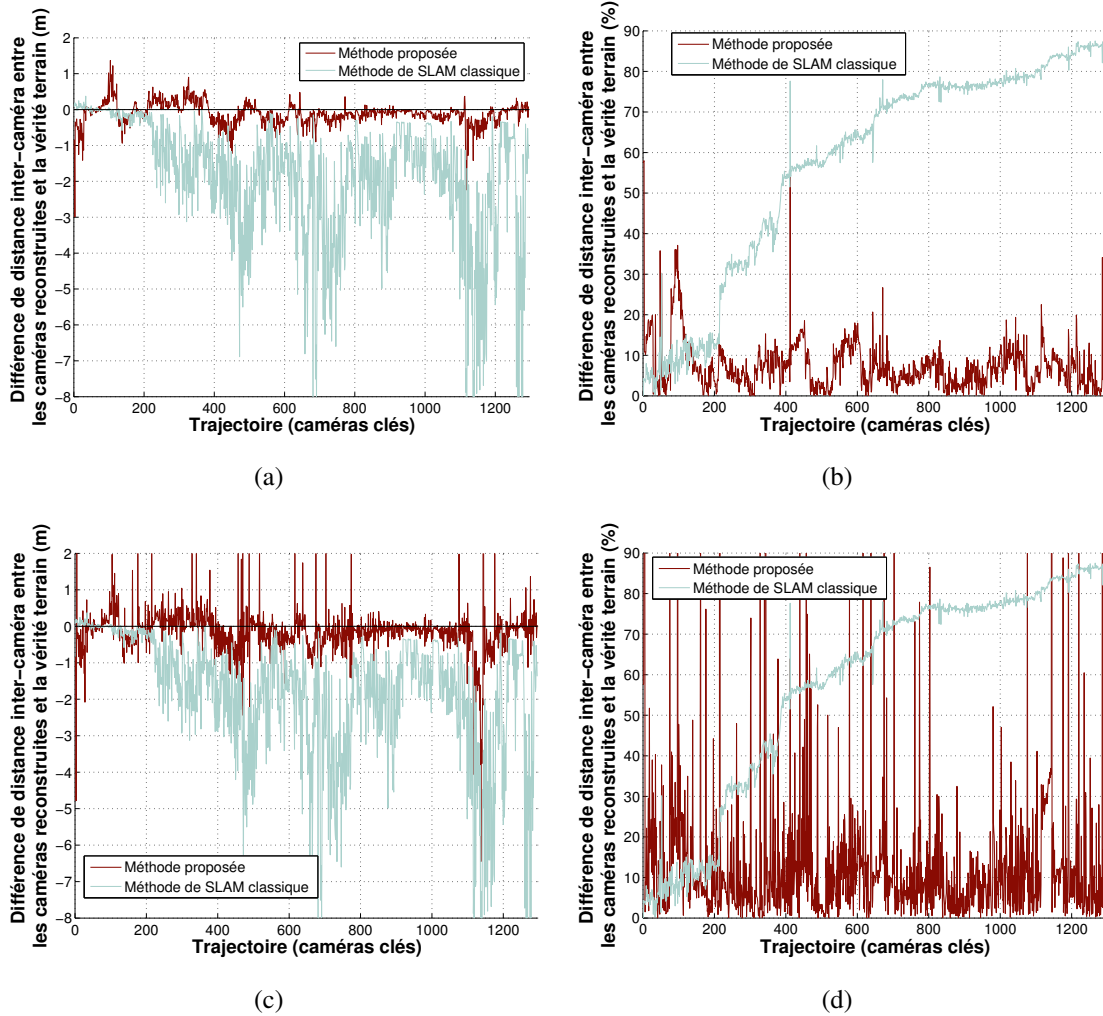 Différence de distance inter−caméra entre
les caméras reconstruites et la vérité terrain (m)
2
1
0
−1
−2
−3
−4
−5
−6
−7
−8
Méthode proposée
Méthode de SLAM classique
0 200 400 600 800 1000 1200
Trajectoire (caméras clés)
(a)
Différence de distance inter−caméra entre
les caméras reconstruites et la vérité terrain (%)
90
80
70
60
50
40
30
20
10
0
Méthode proposée
Méthode de SLAM classique
0 200 400 600 800 1000 1200
Trajectoire (caméras clés)
(b)
Différence de distance inter−caméra entre
les caméras reconstruites et la vérité terrain (m)
2
1
0
−1
−2
−3
−4
−5
−6
−7
−8
Méthode proposée
Méthode de SLAM classique
0 200 400 600 800 1000 1200
Trajectoire (caméras clés)
(c)
Différence de distance inter−caméra entre
les caméras reconstruites et la vérité terrain (%)
90
80
70
60
50
40
30
20
10
0
Méthode proposée
Méthode de SLAM classique
0 200 400 600 800 1000 1200
Trajectoire (caméras clés)
(d)